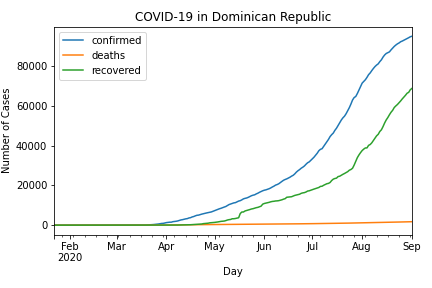 COVID-19 in Dominican Republic
confirmed
deaths
recovered
Number of Cases
80000
60000
40000
20000
0
Feb Mar Apr May Jun Jul Aug Sep
2020
Day